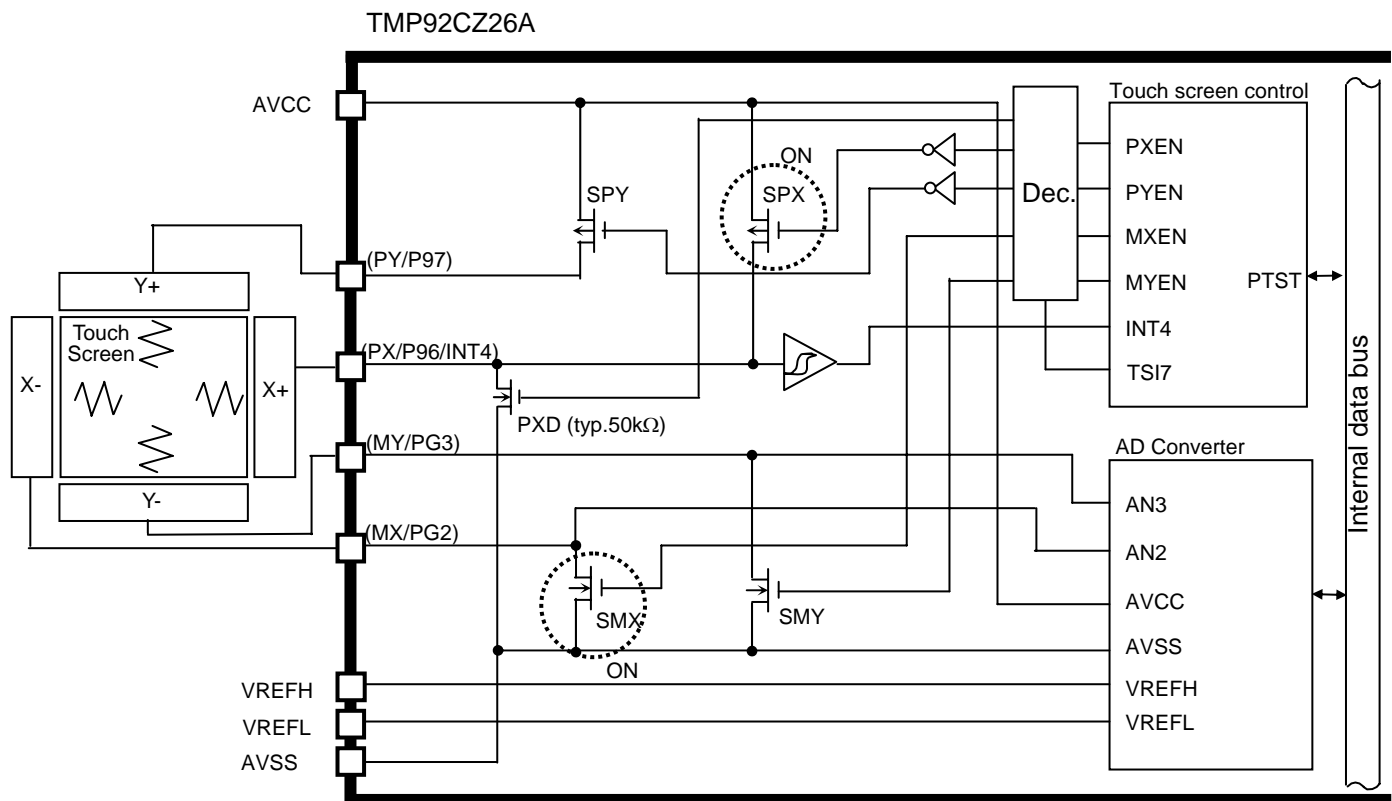 TMP92CZ26A
AVCC
Touch screen control
ON
SPY
SPX
Dec.
PXEN
PYEN
MXEN
MYEN
PTST
INT4
TSI7
(PY/P97)
Y+
Touch
Screen
X-
X+
Y-
(PX/P96/INT4)
PXD (typ.50kΩ)
(MY/PG3)
(MX/PG2)
SMX
ON
SMY
AD Converter
AN3
AN2
AVCC
AVSS
VREFH
VREFL
VREFH
VREFL
AVSS
Internal data bus